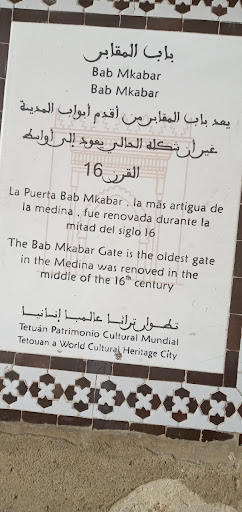 باب المقابر
Bab Mkabar
Bab Mkabar
يعد باب المقابر من أقدم أبواب المدينة
غير أن شكله الحالي يعود إلى أواسط
القرن 16
La Puerta Bab Mkabar . la más artigua de
la medina . fue renovada durante la
mitad del siglo 16
The Bab Mkabar Gate is the oldest gate
in the Medina was renoved in the
middle of the 16th century
تطوان تراثا عالميا إنسانيا
Tetuán Patrimonio Cultural Mundial
Tetouan a World Cultural Heritage City